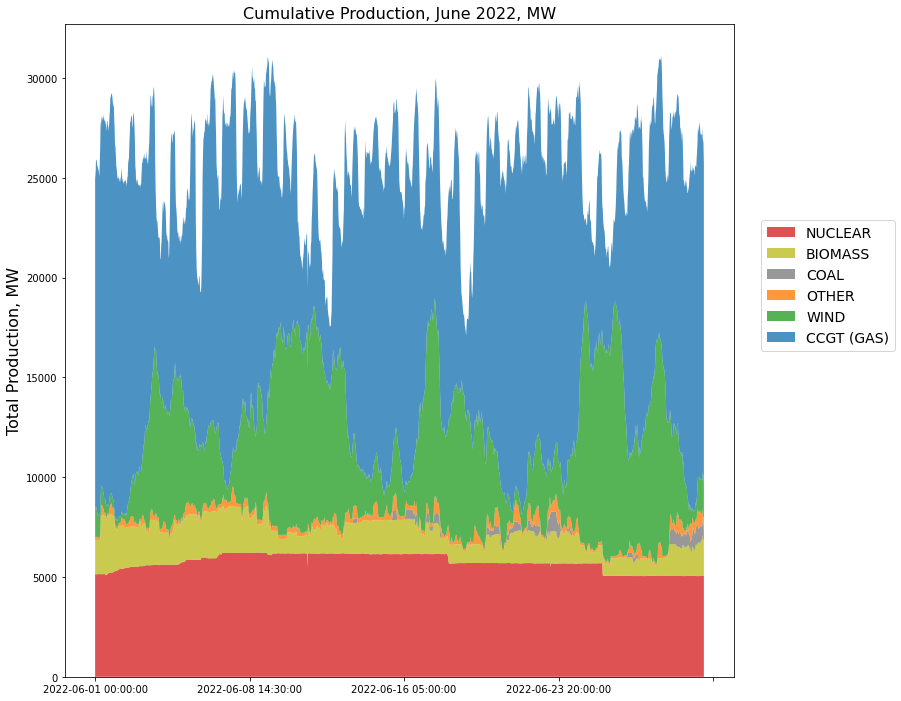 Cumulative Production, June 2022, MW
Total Production, MW
30000
25000
20000
15000
10000
5000
0
2022-06-01 00:00:00
2022-06-08 14:30:00
2022-06-16 05:00:00
2022-06-23 20:00:00
NUCLEAR
BIOMASS
COAL
OTHER
WIND
CCGT (GAS)